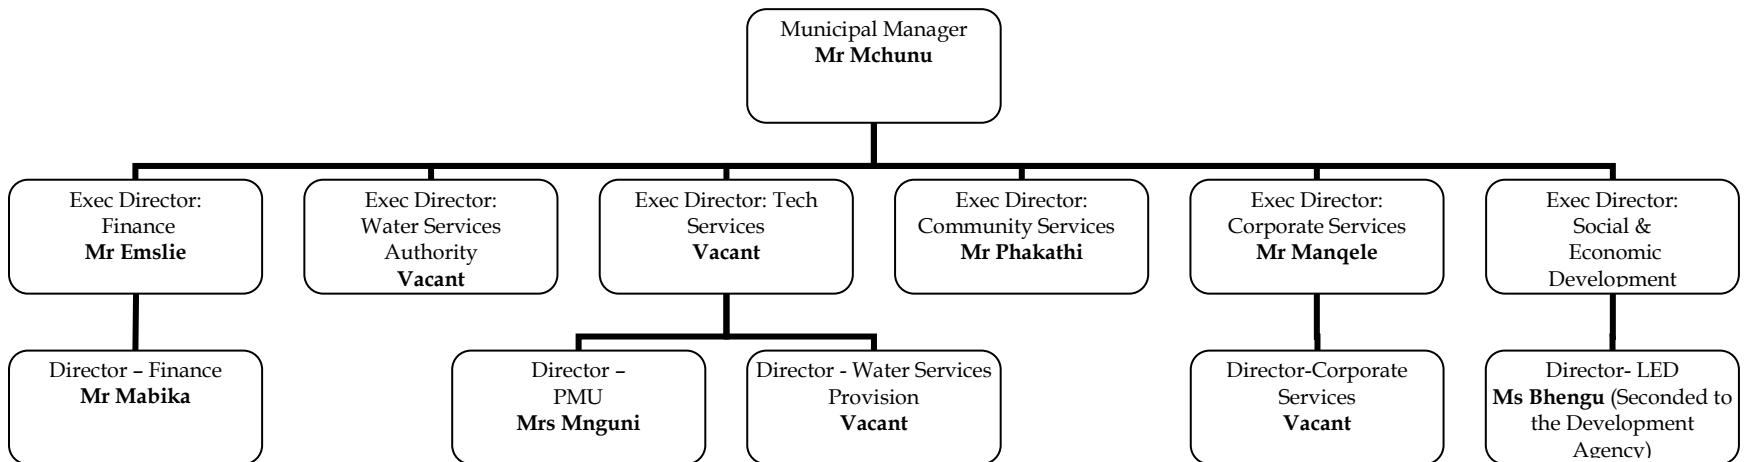 Municipal Manager
Mr Mchunu
Exec Director:
Finance
Mr Emslie
Exec Director:
Water Services
Authority
Vacant
Exec Director: Tech
Services
Vacant
Exec Director:
Community Services
Mr Phakathi
Exec Director:
Corporate Services
Mr Manqele
Exec Director:
Social &
Economic
Development
Director – Finance
Mr Mabika
Director –
PMU
Mrs Mnguni
Director - Water Services
Provision
Vacant
Director-Corporate
Services
Vacant
Director- LED
Ms Bhengu (Seconded to
the Development
Agency)